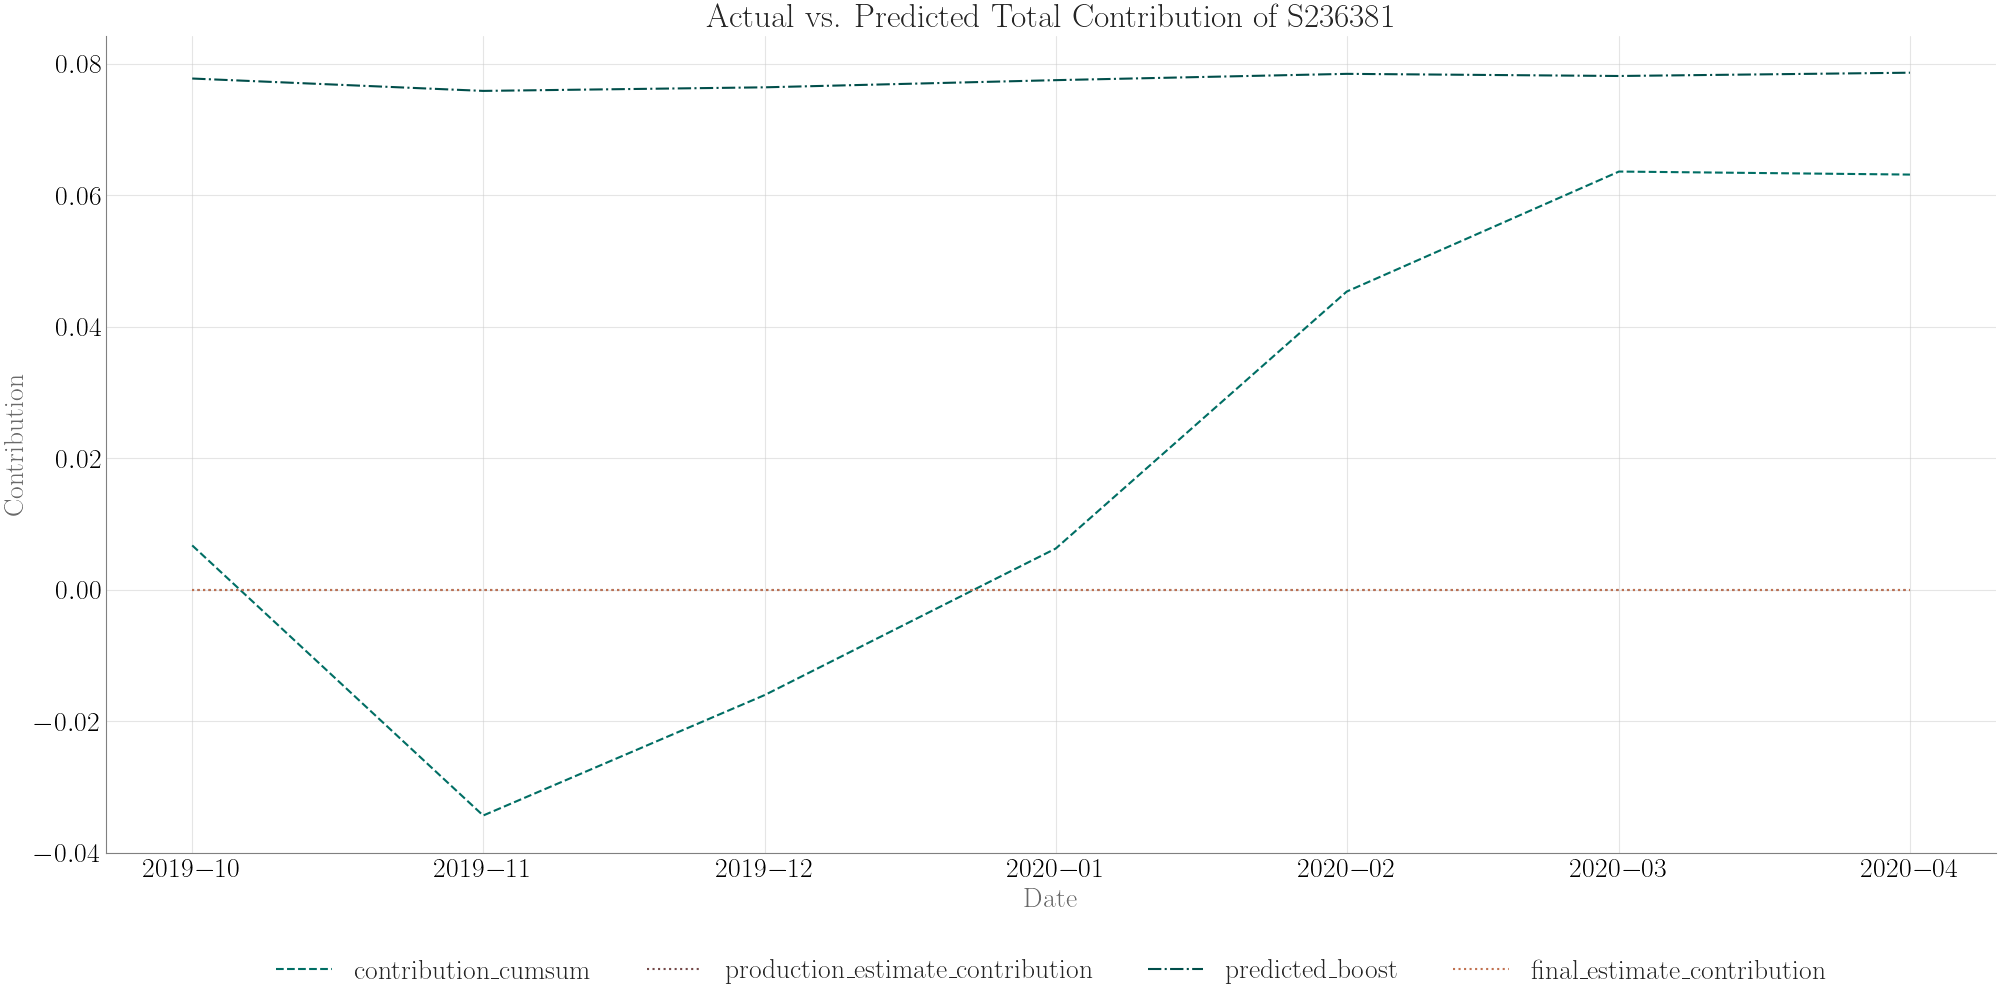 Actual vs. Predicted Total Contribution of S236381
Contribution
0.08
0.06
0.04
0.02
0.00
−0.02
−0.04
2019−10 2019−11 2019−12 2020−01 2020−02 2020−03 2020−04
Date
contribution_cumsum production_estimate_contribution predicted_boost final_estimate_contribution